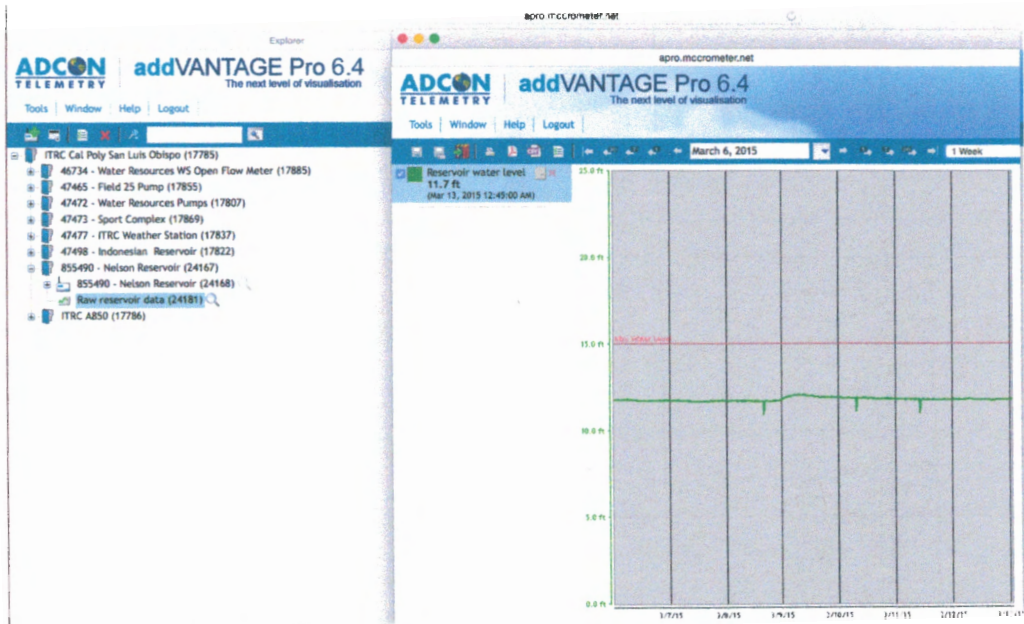 apro.mccrometer.net
Explorer
ADCON
TELEMETRY
addVANTAGE Pro 6.4
The next level of visualisation
Tools Window Help Logout
ITRC Cal Poly San Luis Obispo (17785)
46734 - Water Resources WS Open Flow Meter (17885)
47465 - Field 25 Pump (17855)
47472 - Water Resources Pumps (17807)
47473 - Sport Complex (17869)
47477 - ITRC Weather Station (17837)
47498 - Indonesian Reservoir (17822)
855490 - Nelson Reservoir (24167)
855490 - Nelson Reservoir (24168)
Raw reservoir data (24181)
ITRC A850 (17786)
apro.mccrometer.net
ADCON
TELEMETRY
addVANTAGE Pro 6.4
The next level of visualisation
Tools Window Help Logout
March 6, 2015
1 Week
Reservoir water level
11.7 ft
(Mar 13, 2015 12:45:00 AM)
25.0 ft
20.0 ft
15.0 ft
10.0 ft
5.0 ft
0.0 ft
3/7/15 3/8/15 3/9/15 3/10/15 3/11/15